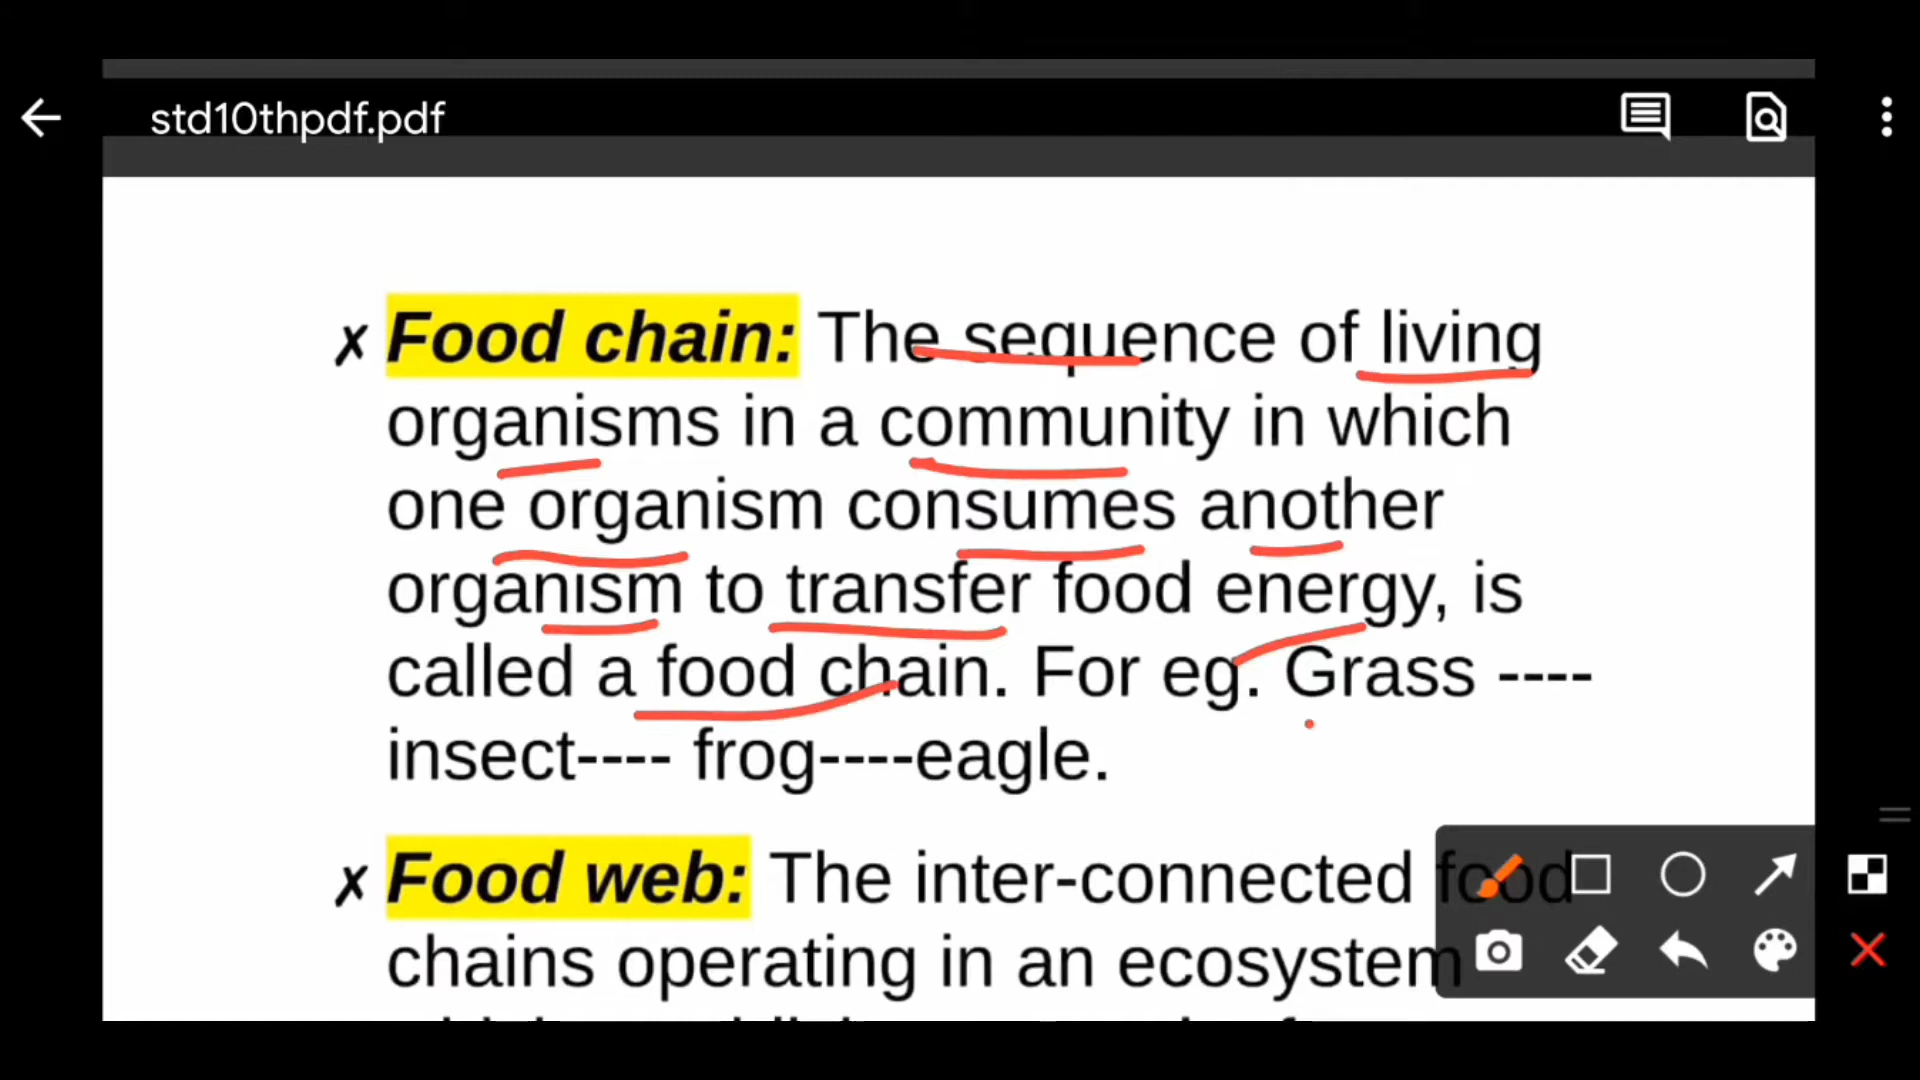 std10thpdf.pdf
✗ Food chain: The sequence of living
organisms in a community in which
one organism consumes another
organism to transfer food energy, is
called a food chain. For eg. Grass ----
insect---- frog----eagle.
✗ Food web: The inter-connected food
chains operating in an ecosystem